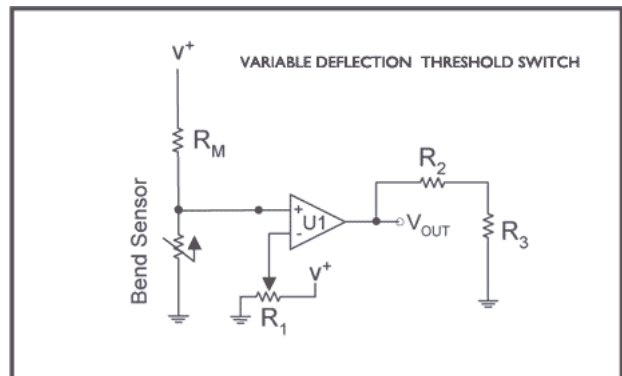 V+
VARIABLE DEFLECTION THRESHOLD SWITCH
RM
R2
Bend Sensor
+
U1
-
VOUT
R3
V+
R1